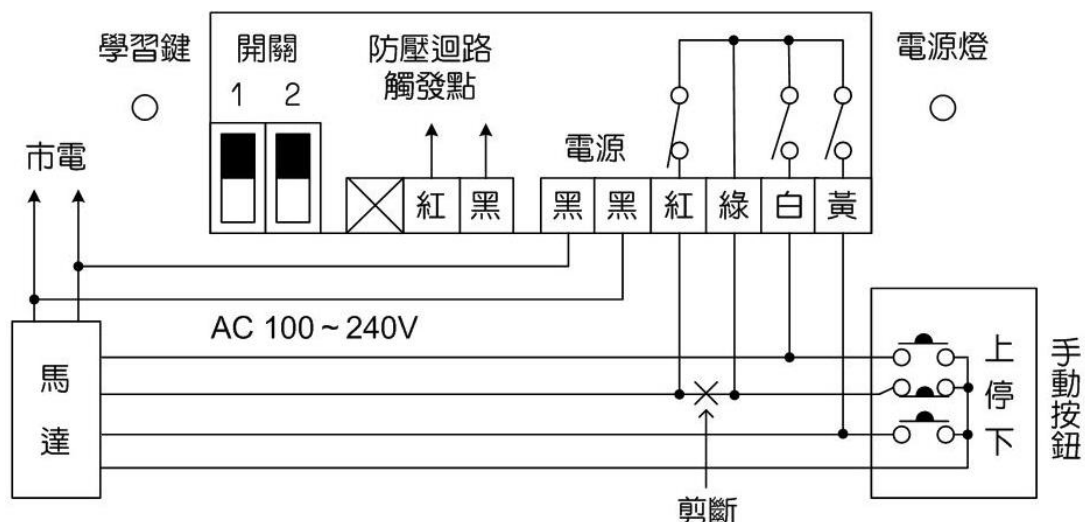 學習鍵
開關
1 2
防壓迴路
觸發點
電源燈
市電
電源
紅 黑 黑 黑 紅 綠 白 黃
AC 100~240V
馬達
上
停
下
手動按鈕
剪斷